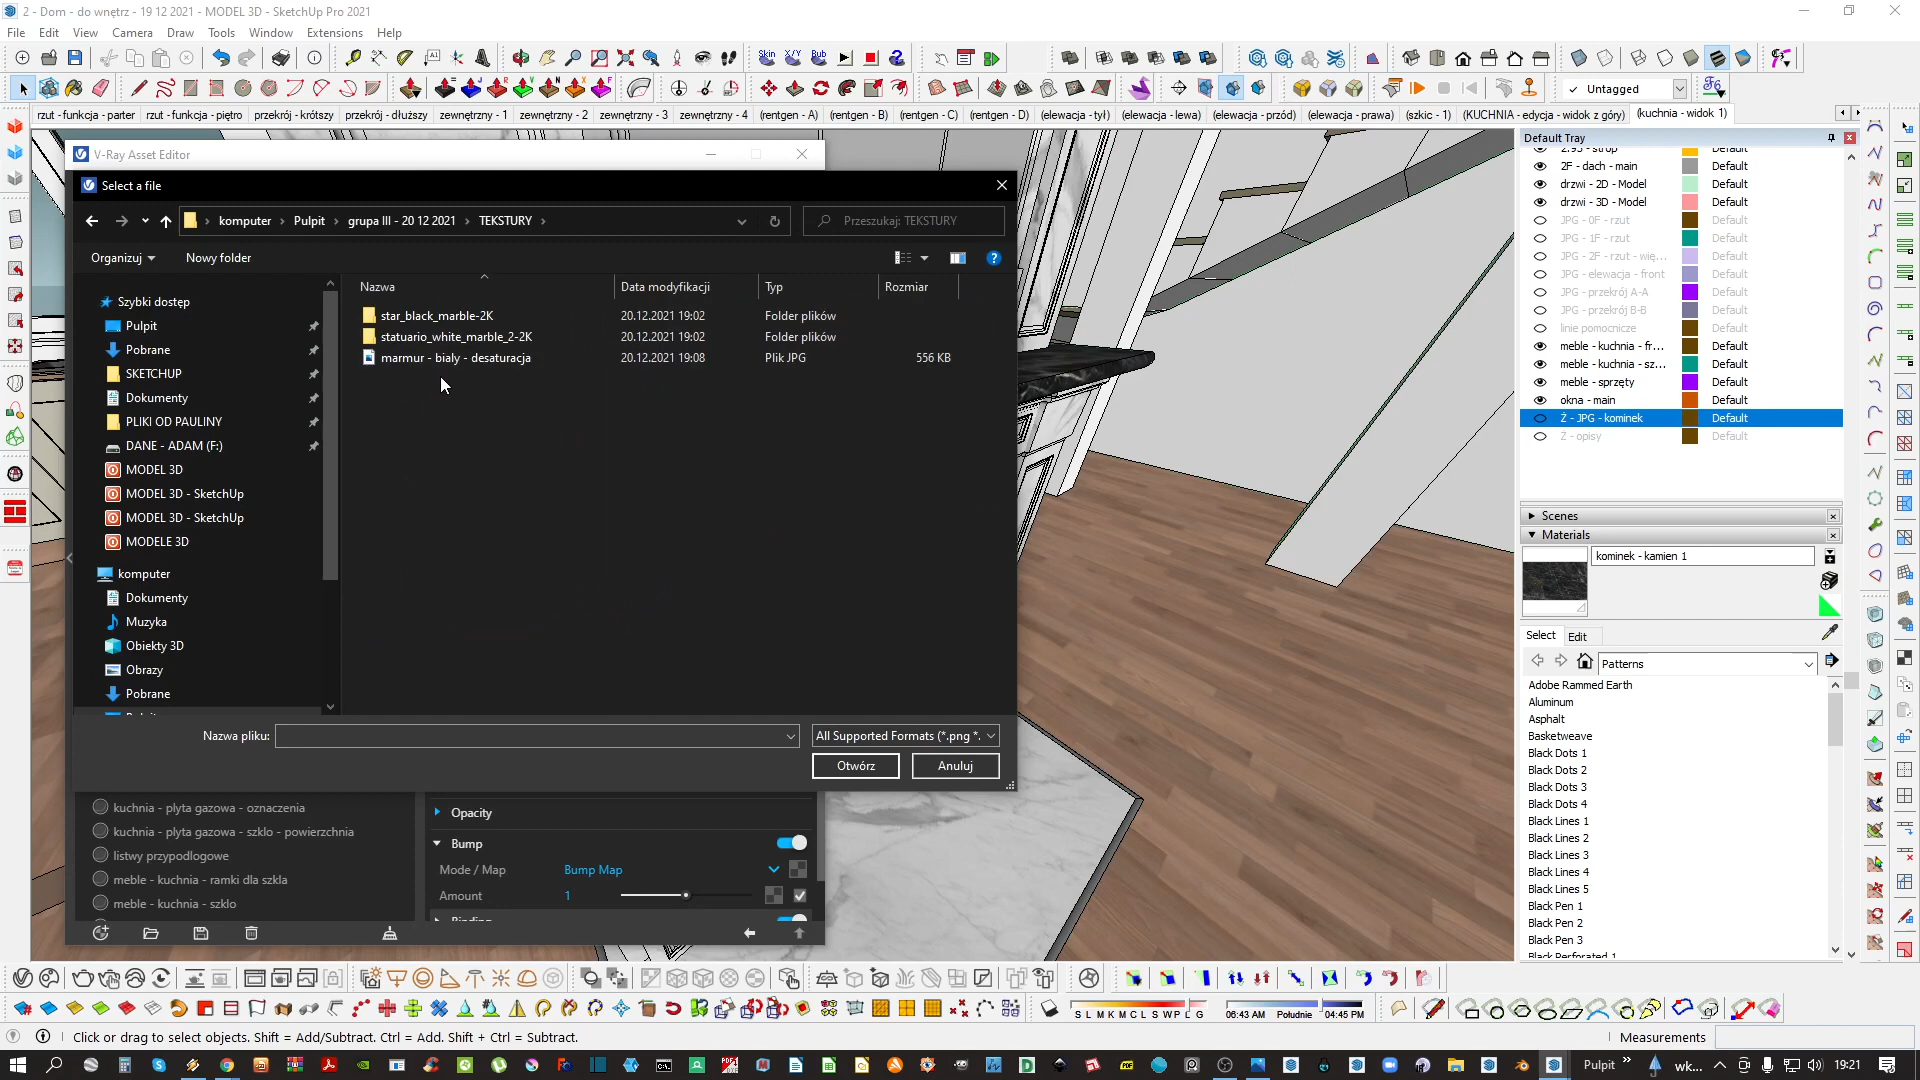 2 - Dom - do wnętrz - 19 12 2021 - MODEL 3D - SketchUp Pro 2021
File Edit View Camera Draw Tools Window Extensions Help
Skin X/Y Bub
Untagged
rzut - funkcja - parter rzut - funkcja - piętro przekrój - krótszy przekrój - dłuższy zewnętrzny - 1 zewnętrzny - 2 zewnętrzny - 3 zewnętrzny - 4 (rentgen - A) (rentgen - B) (rentgen - C) (rentgen - D) (elewacja - tył) (elewacja - lewa) (elewacja - przód) (elewacja - prawa) (szkic - 1) (KUCHNIA - edycja - widok z góry) (kuchnia - widok 1)
V-Ray Asset Editor
Select a file
komputer Pulpit grupa III - 20 12 2021 TEKSTURY
Przeszukaj: TEKSTURY
Organizuj Nowy folder
Nazwa Data modyfikacji Typ Rozmiar
star_black_marble-2K 20.12.2021 19:02 Folder plików
statuario_white_marble_2-2K 20.12.2021 19:02 Folder plików
marmur - bialy - desaturacja 20.12.2021 19:08 Plik JPG 556 KB
Szybki dostęp
Pulpit
Pobrane
SKETCHUP
Dokumenty
PLIKI OD PAULINY
DANE - ADAM (F:)
MODEL 3D
MODEL 3D - SketchUp
MODEL 3D - SketchUp
MODELE 3D
komputer
Dokumenty
Muzyka
Obiekty 3D
Obrazy
Pobrane
Nazwa pliku:
All Supported Formats (*.png *.
Otwórz Anuluj
kuchnia - plyta gazowa - oznaczenia
kuchnia - plyta gazowa - szklo - powierzchnia
listwy przypodlogowe
meble - kuchnia - ramki dla szkla
meble - kuchnia - szklo
Opacity
Bump
Mode / Map Bump Map
Amount 1
Default Tray
2.95 - strop Default
2F - dach - main Default
drzwi - 2D - Model Default
drzwi - 3D - Model Default
JPG - 0F - rzut Default
JPG - 1F - rzut Default
JPG - 2F - rzut - wię... Default
JPG - elewacja - front Default
JPG - przekrój A-A Default
JPG - przekrój B-B Default
linie pomocnicze Default
meble - kuchnia - fr... Default
meble - kuchnia - sz... Default
meble - sprzęty Default
okna - main Default
Ż - JPG - kominek Default
Ż - opisy Default
Scenes
Materials
kominek - kamien 1
Select Edit
Patterns
Adobe Rammed Earth
Aluminum
Asphalt
Basketweave
Black Dots 1
Black Dots 2
Black Dots 3
Black Dots 4
Black Lines 1
Black Lines 2
Black Lines 3
Black Lines 4
Black Lines 5
Black Pen 1
Black Pen 2
Black Pen 3
Black Perforated 1
S L M K M C L S W P L G 06:43 AM Południe 04:45 PM
Click or drag to select objects. Shift = Add/Subtract. Ctrl = Add. Shift + Ctrl = Subtract.
Measurements
Pulpit wk... 19:21